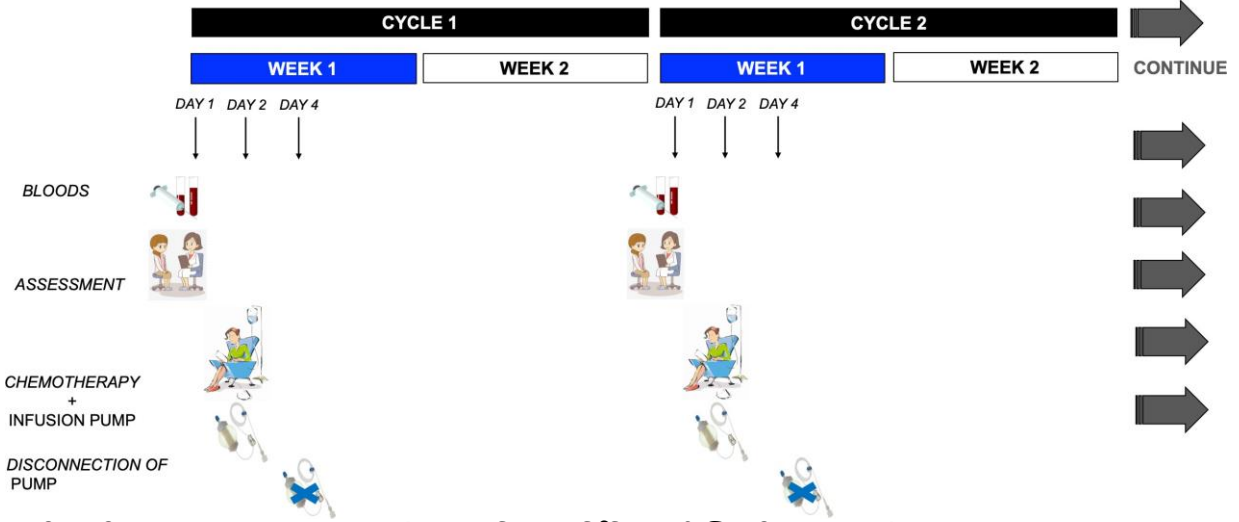 CYCLE 1 CYCLE 2
WEEK 1 WEEK 2 WEEK 1 WEEK 2 CONTINUE
DAY 1 DAY 2 DAY 4 DAY 1 DAY 2 DAY 4
BLOODS
ASSESSMENT
CHEMOTHERAPY
+
INFUSION PUMP
DISCONNECTION OF
PUMP